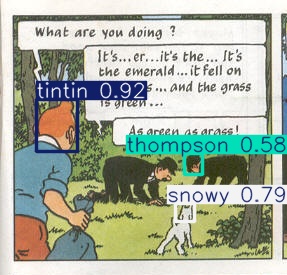 What are you doing ?
It's...er...it's the... It's
the emerald...it fell on
s... and the grass
is green...
As green as grass!
tintin 0.92
thompson 0.58
snowy 0.79